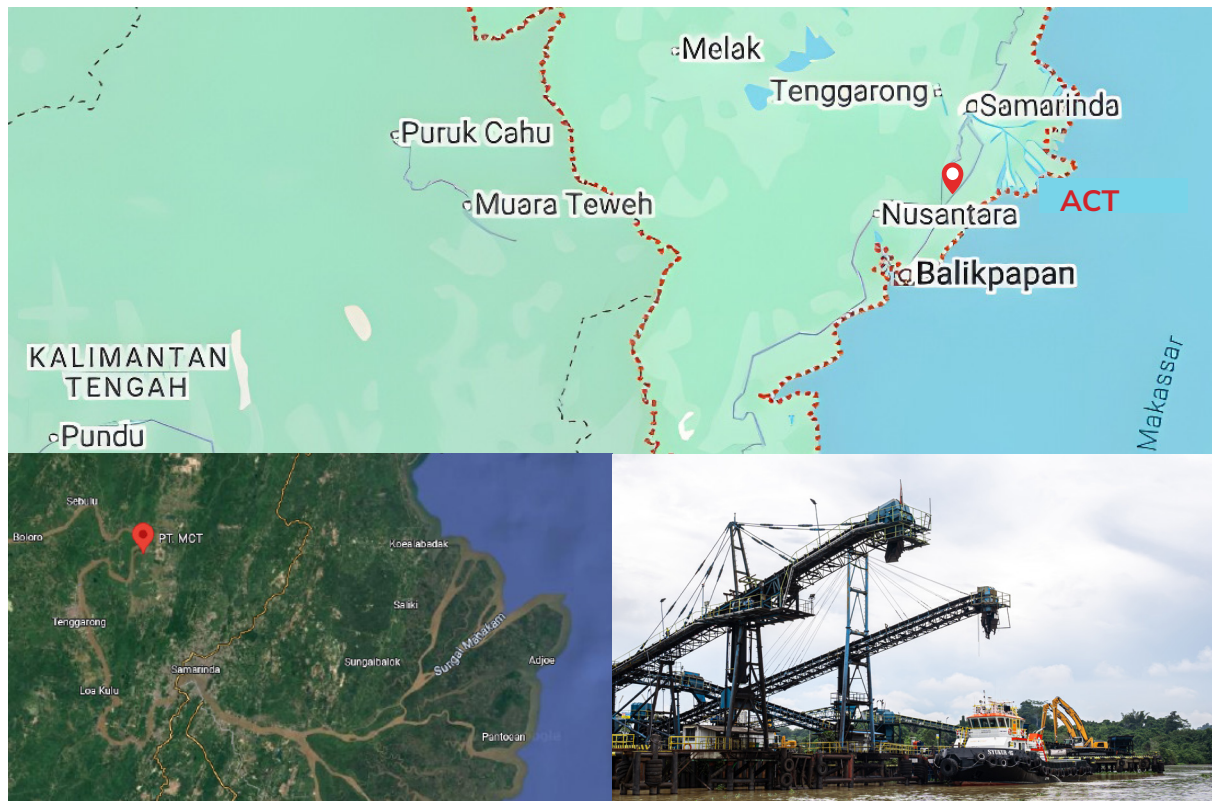 Melak
Tenggarong
Samarinda
Puruk Cahu
Muara Teweh
Nusantara
ACT
Balikpapan
Makassar
KALIMANTAN
TENGAH
Pundu
Sebulu
Boloro
PT. MCT
Koealabadak
Saliki
Tenggarong
Sungai Mahakam
Sungaibalok
Adjoe
Samarinda
Loa Kulu
Pantoean